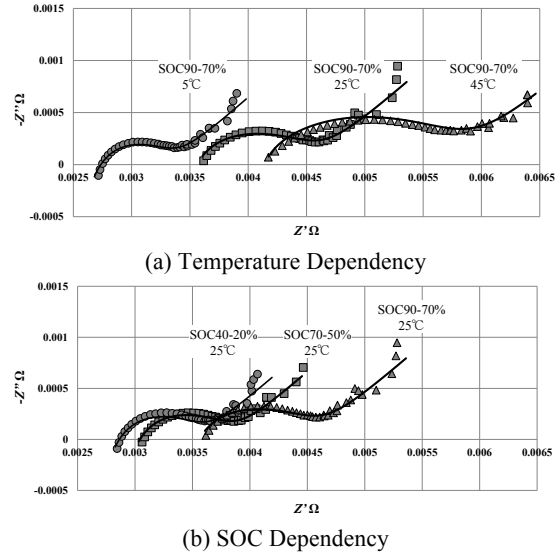 0.0015
0.001
0.0005
0
-0.0005
-Z''Ω
SOC90-70%
5℃
SOC90-70%
25℃
SOC90-70%
45℃
0.0025 0.003 0.0035 0.004 0.0045 0.005 0.0055 0.006 0.0065
Z'Ω
(a) Temperature Dependency
0.0015
0.001
0.0005
0
-0.0005
-Z''Ω
SOC40-20%
25℃
SOC70-50%
25℃
SOC90-70%
25℃
0.0025 0.003 0.0035 0.004 0.0045 0.005 0.0055 0.006 0.0065
Z'Ω
(b) SOC Dependency